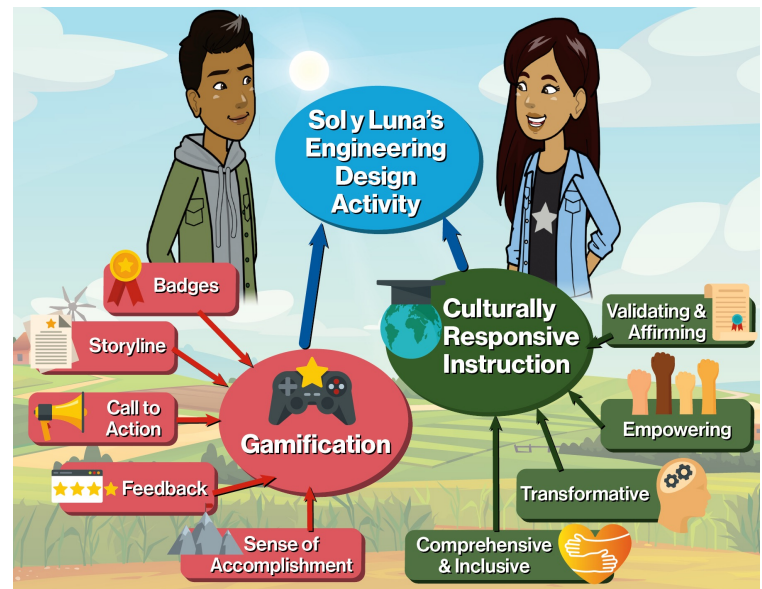 Sol y Luna's
Engineering
Design
Activity
Badges
Storyline
Call to
Action
Feedback
Sense of
Accomplishment
Gamification
Culturally
Responsive
Instruction
Validating &
Affirming
Empowering
Transformative
Comprehensive
& Inclusive